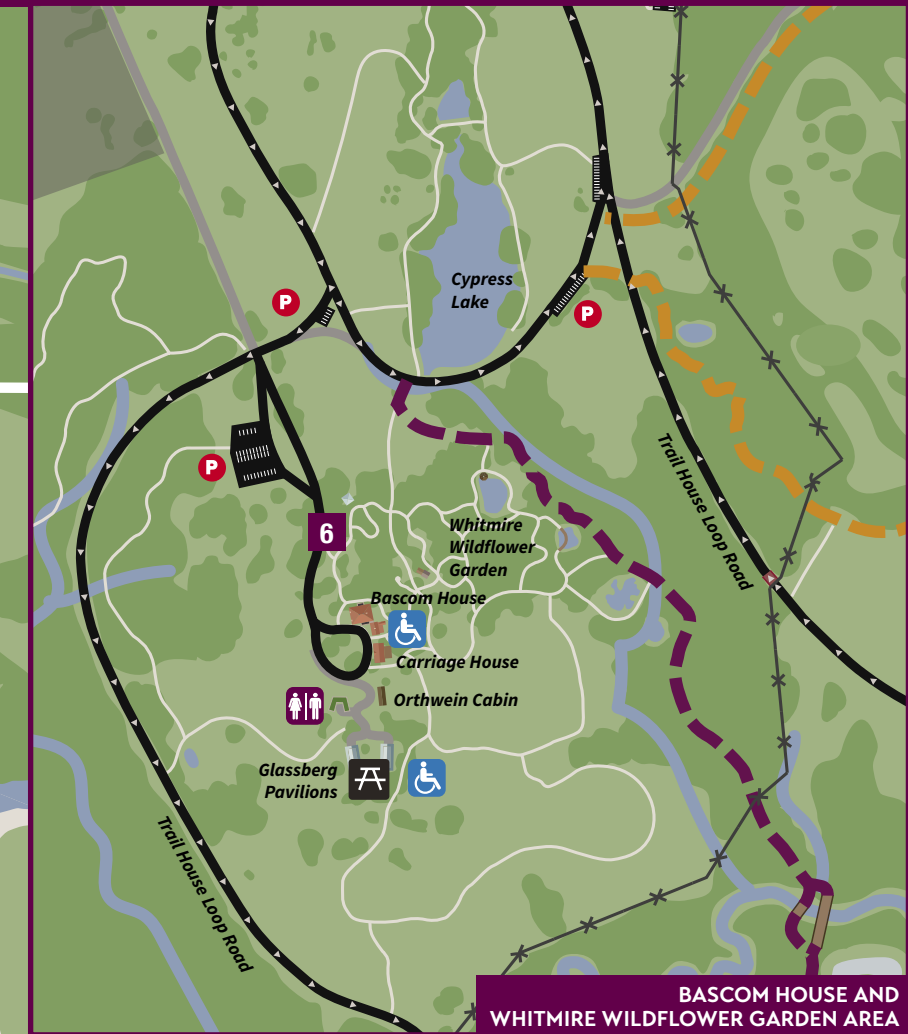 P
Cypress
Lake
P
P
Trail House Loop Road
6
Whitmire
Wildflower
Garden
Bascom House
Carriage House
Orthwein Cabin
Glassberg
Pavilions
Trail House Loop Road
BASCOM HOUSE AND
WHITMIRE WILDFLOWER GARDEN AREA